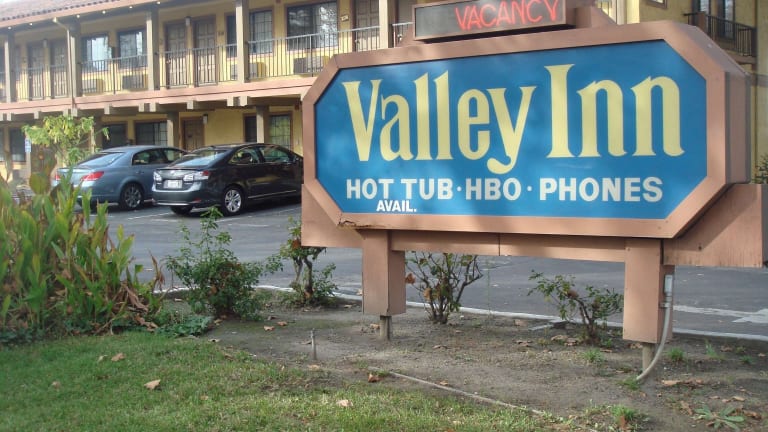 VACANCY
Valley Inn
HOT TUB · HBO · PHONES
AVAIL.